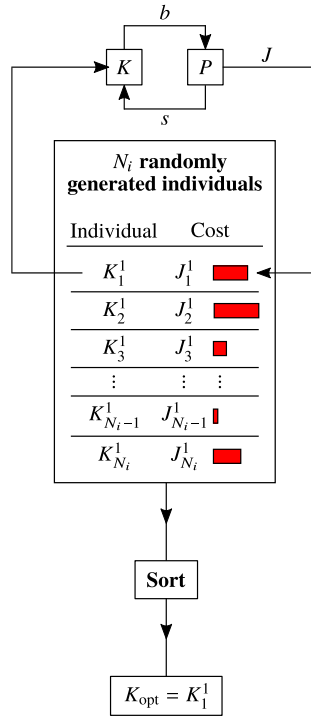 b
K P J
s
N_i randomly
generated individuals
Individual Cost
K_1^1 J_1^1
K_2^1 J_2^1
K_3^1 J_3^1
⋮ ⋮ ⋮
K_{N_i−1}^1 J_{N_i−1}^1
K_{N_i}^1 J_{N_i}^1
Sort
K_opt = K_1^1